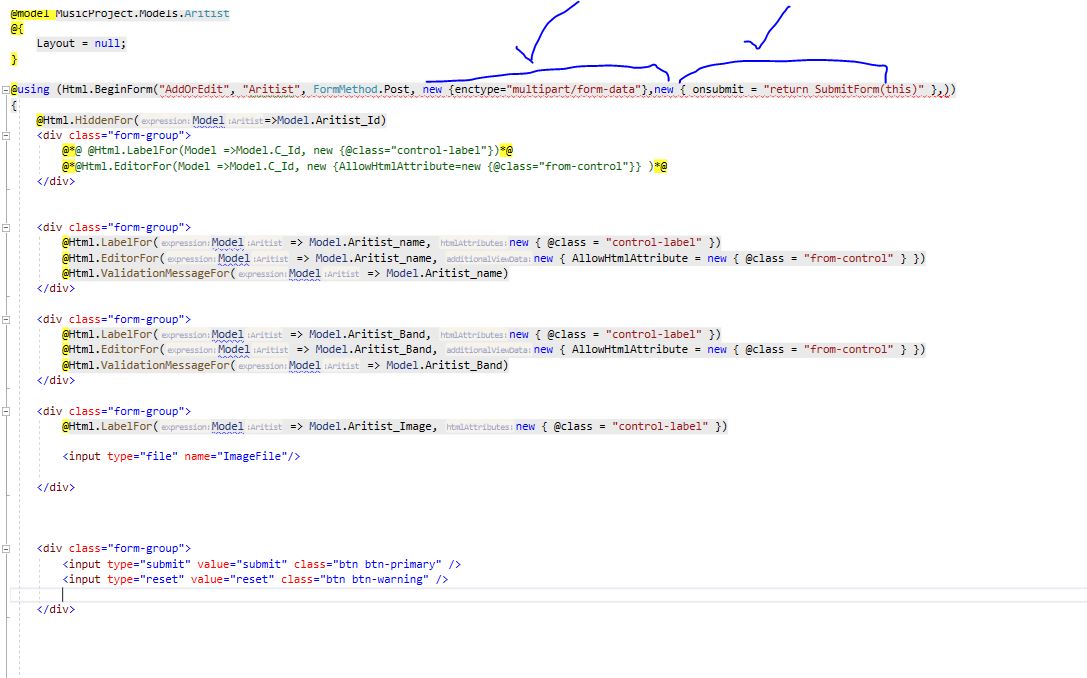 @model MusicProject.Models.Aritist
@{
Layout = null;
}
@using (Html.BeginForm("AddOrEdit", "Aritist", FormMethod.Post, new {enctype="multipart/form-data"},new { onsubmit = "return SubmitForm(this)" },))
{
@Html.HiddenFor(expression:Model:Aritist=>Model.Aritist_Id)
<div class="form-group">
@*@ @Html.LabelFor(Model =>Model.C_Id, new {@class="control-label"})*@
@*@Html.EditorFor(Model =>Model.C_Id, new {AllowHtmlAttribute=new {@class="from-control"}} )*@
</div>
<div class="form-group">
@Html.LabelFor(expression:Model:Aritist => Model.Aritist_name, htmlAttributes:new { @class = "control-label" })
@Html.EditorFor(expression:Model:Aritist => Model.Aritist_name, additionalViewData:new { AllowHtmlAttribute = new { @class = "from-control" } })
@Html.ValidationMessageFor(expression:Model:Aritist => Model.Aritist_name)
</div>
<div class="form-group">
@Html.LabelFor(expression:Model:Aritist => Model.Aritist_Band, htmlAttributes:new { @class = "control-label" })
@Html.EditorFor(expression:Model:Aritist => Model.Aritist_Band, additionalViewData:new { AllowHtmlAttribute = new { @class = "from-control" } })
@Html.ValidationMessageFor(expression:Model:Aritist => Model.Aritist_Band)
</div>
<div class="form-group">
@Html.LabelFor(expression:Model:Aritist => Model.Aritist_Image, htmlAttributes:new { @class = "control-label" })
<input type="file" name="ImageFile"/>
</div>
<div class="form-group">
<input type="submit" value="submit" class="btn btn-primary" />
<input type="reset" value="reset" class="btn btn-warning" />
</div>